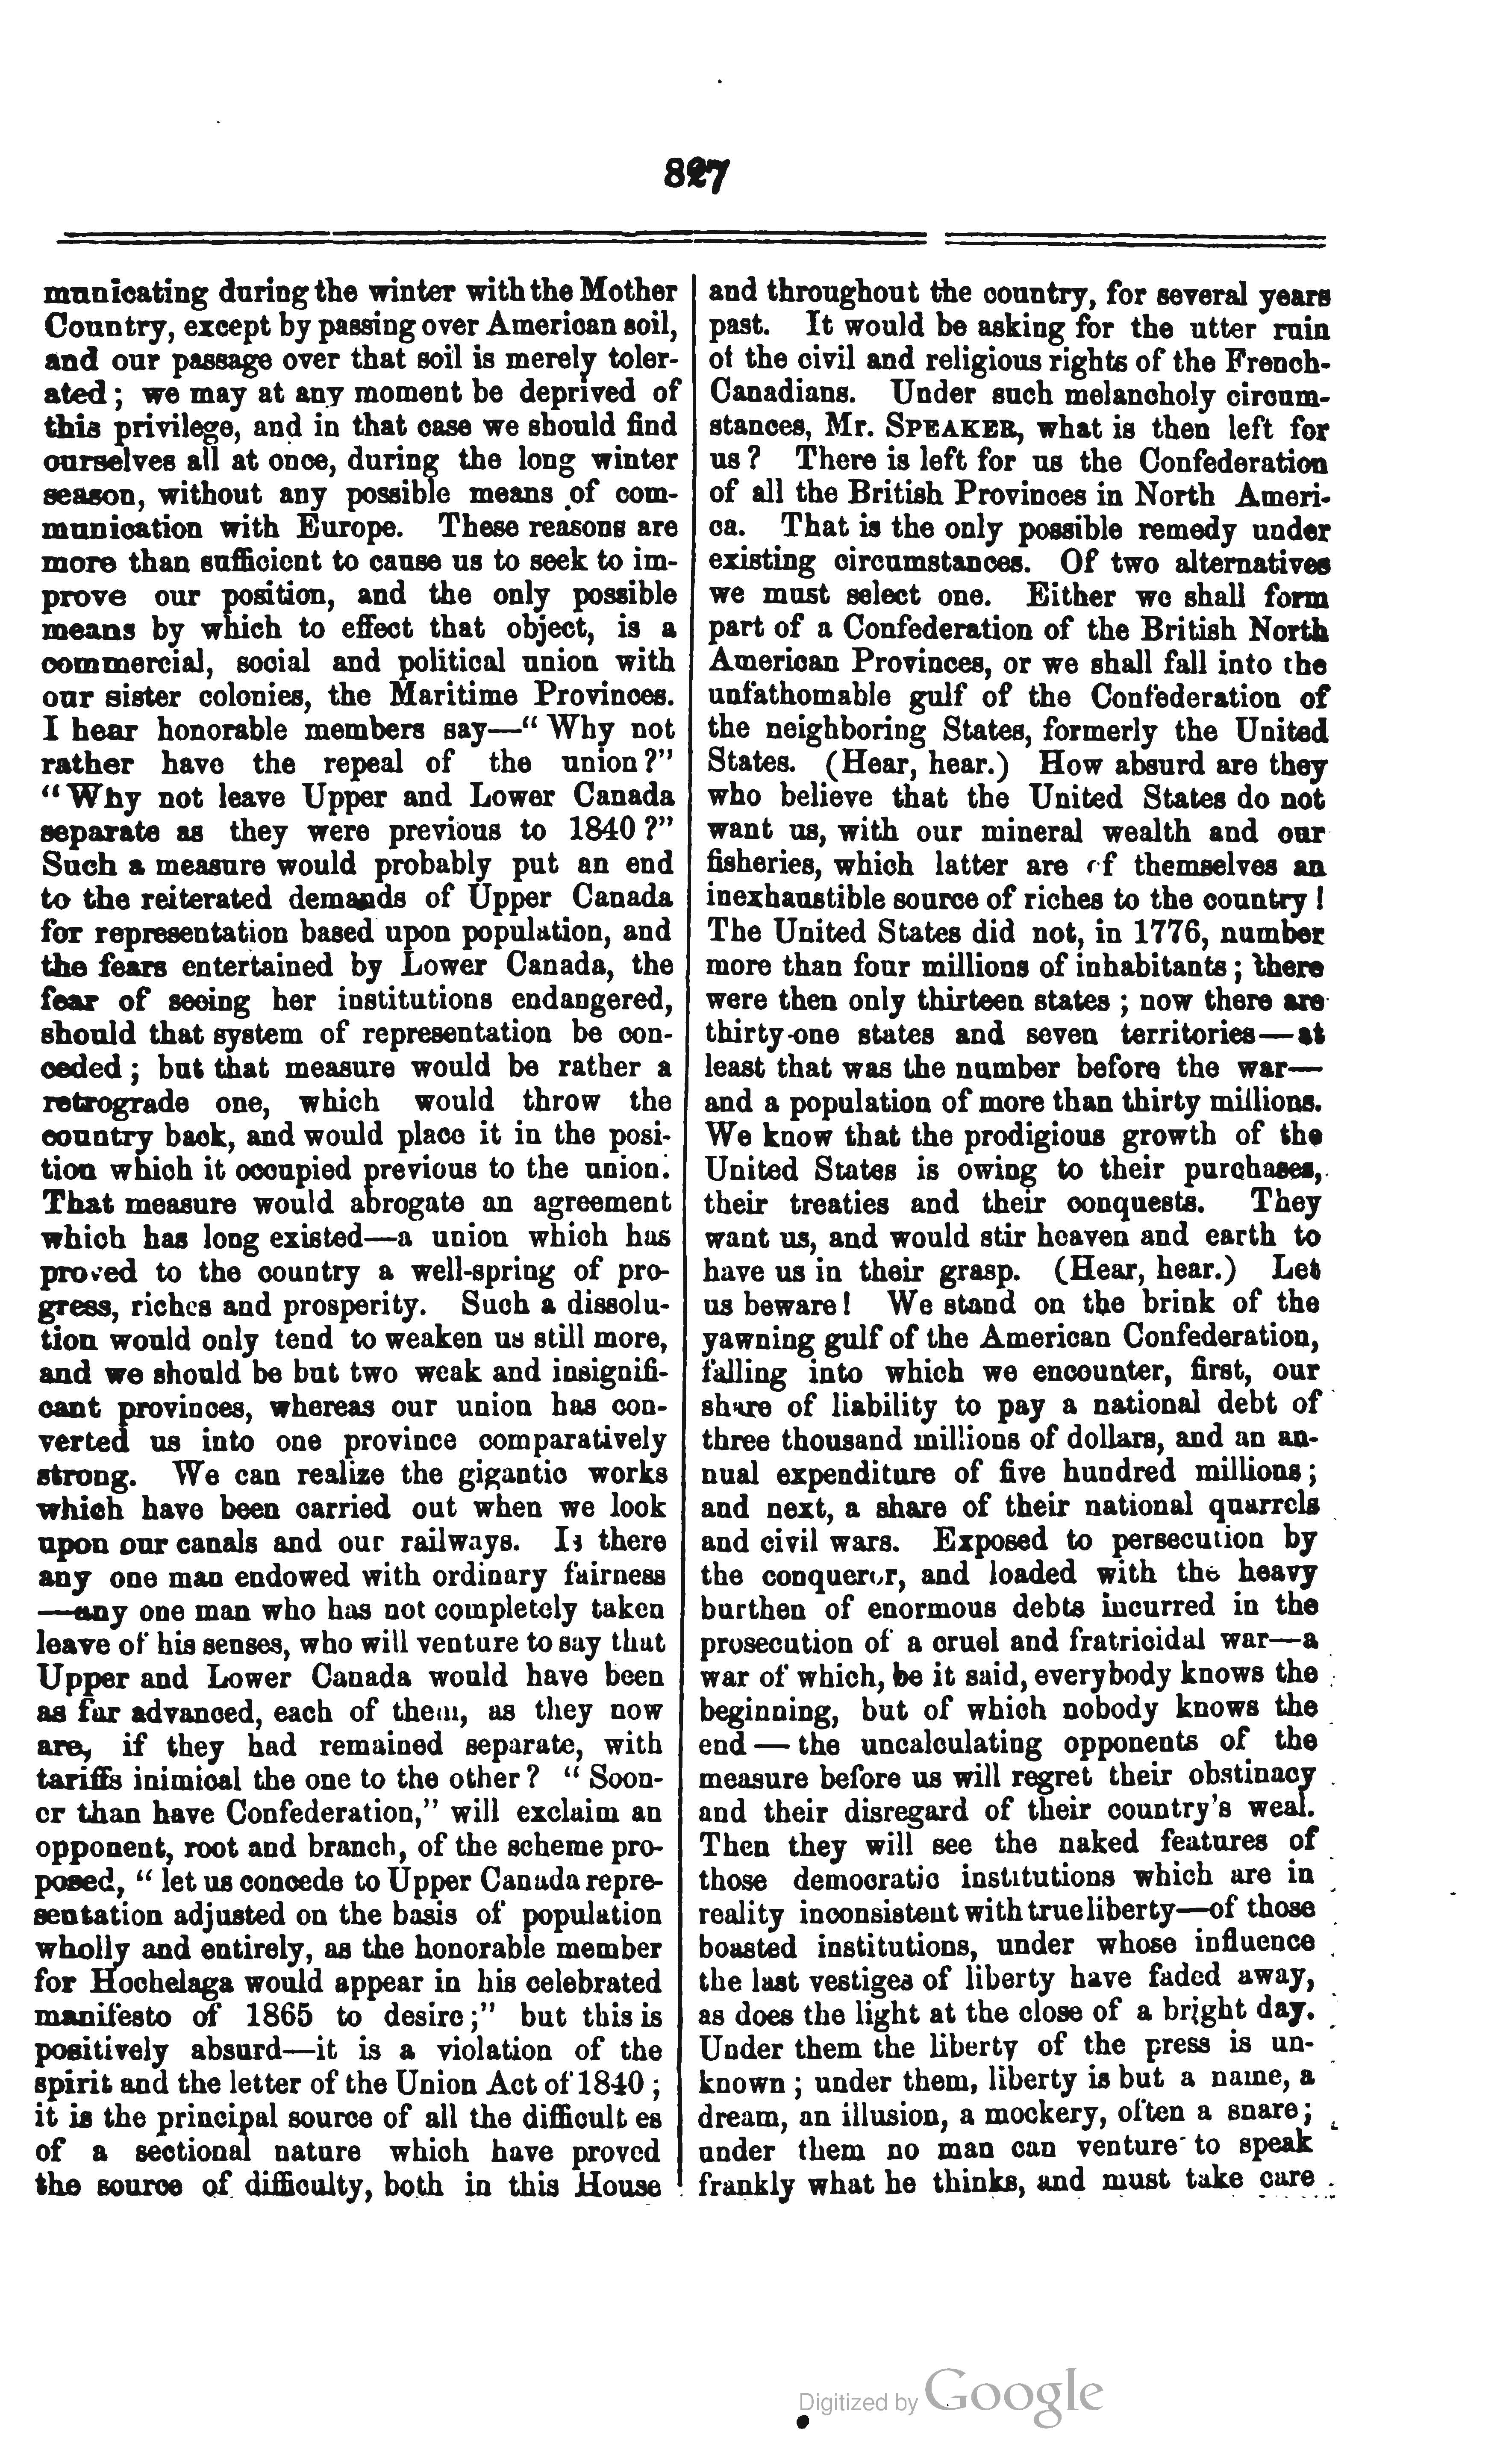 827
municating during the winter with the Mother
Country, except by passing over American soil,
and our passage over that soil is merely toler-
ated ; we may at any moment be deprived of
this privilege, and in that case we should find
ourselves all at once, during the long winter
season, without any possible means of com-
munication with Europe. These reasons are
more than sufficient to cause us to seek to im-
prove our position, and the only possible
means by which to effect that object, is a
commercial, social and political union with
our sister colonies, the Maritime Provinces.
I hear honorable members say—“ Why not
rather have the repeal of the union ?”
“ Why not leave Upper and Lower Canada
separate as they were previous to 1840 ?”
Such a measure would probably put an end
to the reiterated demands of Upper Canada
for representation based upon population, and
the fears entertained by Lower Canada, the
fear of seeing her institutions endangered,
should that system of representation be con-
ceded ; but that measure would be rather a
retrograde one, which would throw the
country back, and would place it in the posi-
tion which it occupied previous to the union.
That measure would abrogate an agreement
which has long existed—a union which has
proved to the country a well-spring of pro-
gress, riches and prosperity. Such a dissolu-
tion would only tend to weaken us still more,
and we should be but two weak and insignifi-
cant provinces, whereas our union has con-
verted us into one province comparatively
strong. We can realize the gigantic works
which have been carried out when we look
upon our canals and our railways. Is there
any one man endowed with ordinary fairness
—any one man who has not completely taken
leave of his senses, who will venture to say that
Upper and Lower Canada would have been
as far advanced, each of them, as they now
are, if they had remained separate, with
tariffs inimical the one to the other ? “ Soon-
er than have Confederation,” will exclaim an
opponent, root and branch, of the scheme pro-
posed, “ let us concede to Upper Canada repre-
sentation adjusted on the basis of population
wholly and entirely, as the honorable member
for Hochelaga would appear in his celebrated
manifesto of 1865 to desire ;” but this is
positively absurd—it is a violation of the
spirit and the letter of the Union Act of 1840 ;
it is the principal source of all the difficult es
of a sectional nature which have proved
the source of difficulty, both in this House
and throughout the country, for several years
past. It would be asking for the utter ruin
of the civil and religious rights of the French-
Canadians. Under such melancholy circum-
stances, Mr. SPEAKER, what is then left for
us ? There is left for us the Confederation
of all the British Provinces in North Ameri-
ca. That is the only possible remedy under
existing circumstances. Of two alternatives
we must select one. Either we shall form
part of a Confederation of the British North
American Provinces, or we shall fall into the
unfathomable gulf of the Confederation of
the neighboring States, formerly the United
States. (Hear, hear.) How absurd are they
who believe that the United States do not
want us, with our mineral wealth and our
fisheries, which latter are of themselves an
inexhaustible source of riches to the country !
The United States did not, in 1776, number
more than four millions of inhabitants ; there
were then only thirteen states ; now there are
thirty-one states and seven territories—at
least that was the number before the war—
and a population of more than thirty millions.
We know that the prodigious growth of the
United States is owing to their purchases,
their treaties and their conquests. They
want us, and would stir heaven and earth to
have us in their grasp. (Hear, hear.) Let
us beware ! We stand on the brink of the
yawning gulf of the American Confederation,
falling into which we encounter, first, our
share of liability to pay a national debt of
three thousand millions of dollars, and an an-
nual expenditure of five hundred millions ;
and next, a share of their national quarrels
and civil wars. Exposed to persecution by
the conqueror, and loaded with the heavy
burthen of enormous debts incurred in the
prosecution of a cruel and fratricidal war—a
war of which, be it said, everybody knows the
beginning, but of which nobody knows the
end — the uncalculating opponents of the
measure before us will regret their obstinacy
and their disregard of their country's weal.
Then they will see the naked features of
those democratic institutions which are in
reality inconsistent with true liberty—of those
boasted institutions, under whose influence
the last vestiges of liberty have faded away,
as does the light at the close of a bright day.
Under them the liberty of the press is un-
known ; under them, liberty is but a name, a
dream, an illusion, a mockery, often a snare ;
under them no man can venture to speak
frankly what he thinks, and must take care
Digitized by Google